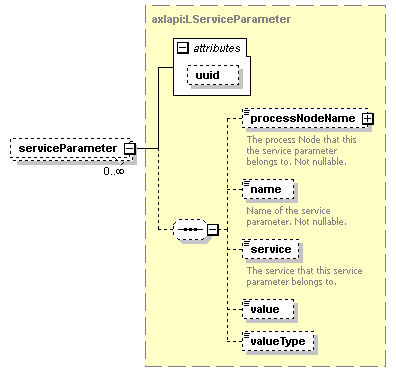 axlapi:LServiceParameter
attributes
uuid
serviceParameter
0..∞
processNodeName
The process Node that this
the service parameter
belongs to. Not nullable.
name
Name of the service
parameter. Not nullable.
service
The service that this service
parameter belongs to.
value
valueType